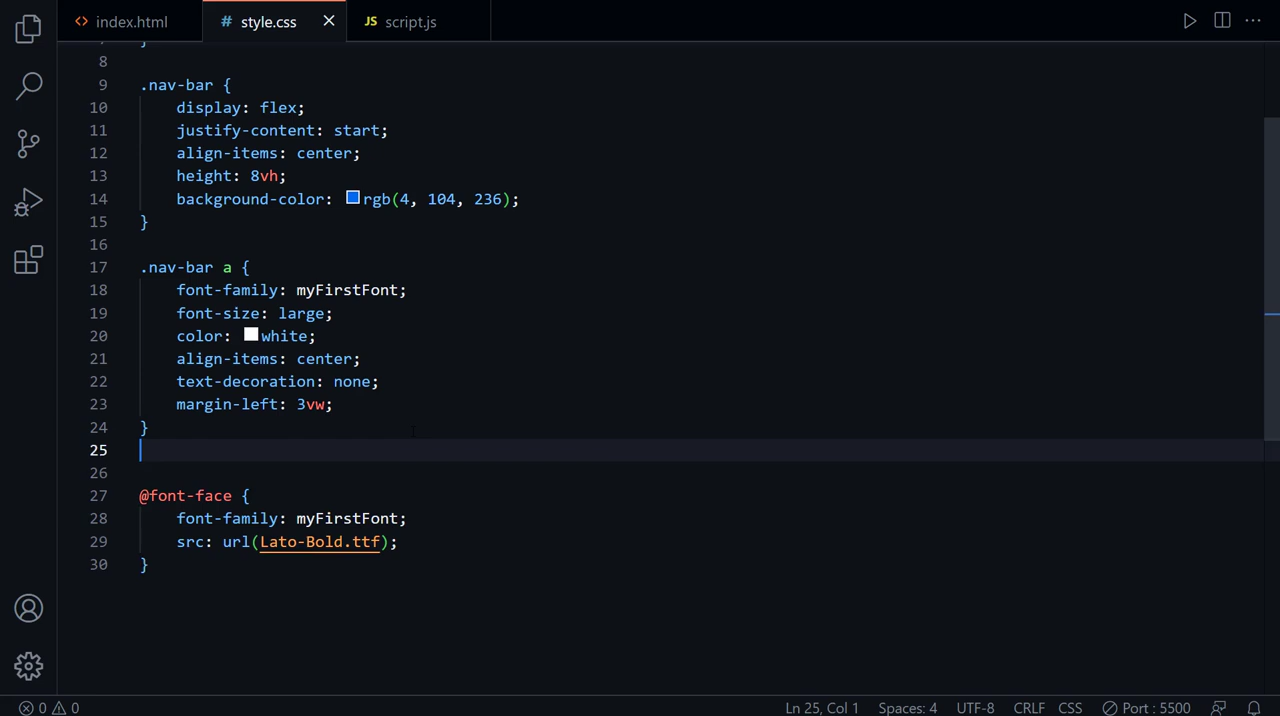 <> index.html # style.css × JS script.js
8
9 .nav-bar {
10 display: flex;
11 justify-content: start;
12 align-items: center;
13 height: 8vh;
14 background-color: rgb(4, 104, 236);
15 }
16
17 .nav-bar a {
18 font-family: myFirstFont;
19 font-size: large;
20 color: white;
21 align-items: center;
22 text-decoration: none;
23 margin-left: 3vw;
24 }
25
26
27 @font-face {
28 font-family: myFirstFont;
29 src: url(Lato-Bold.ttf);
30 }
0 0 Ln 25, Col 1 Spaces: 4 UTF-8 CRLF CSS Port : 5500